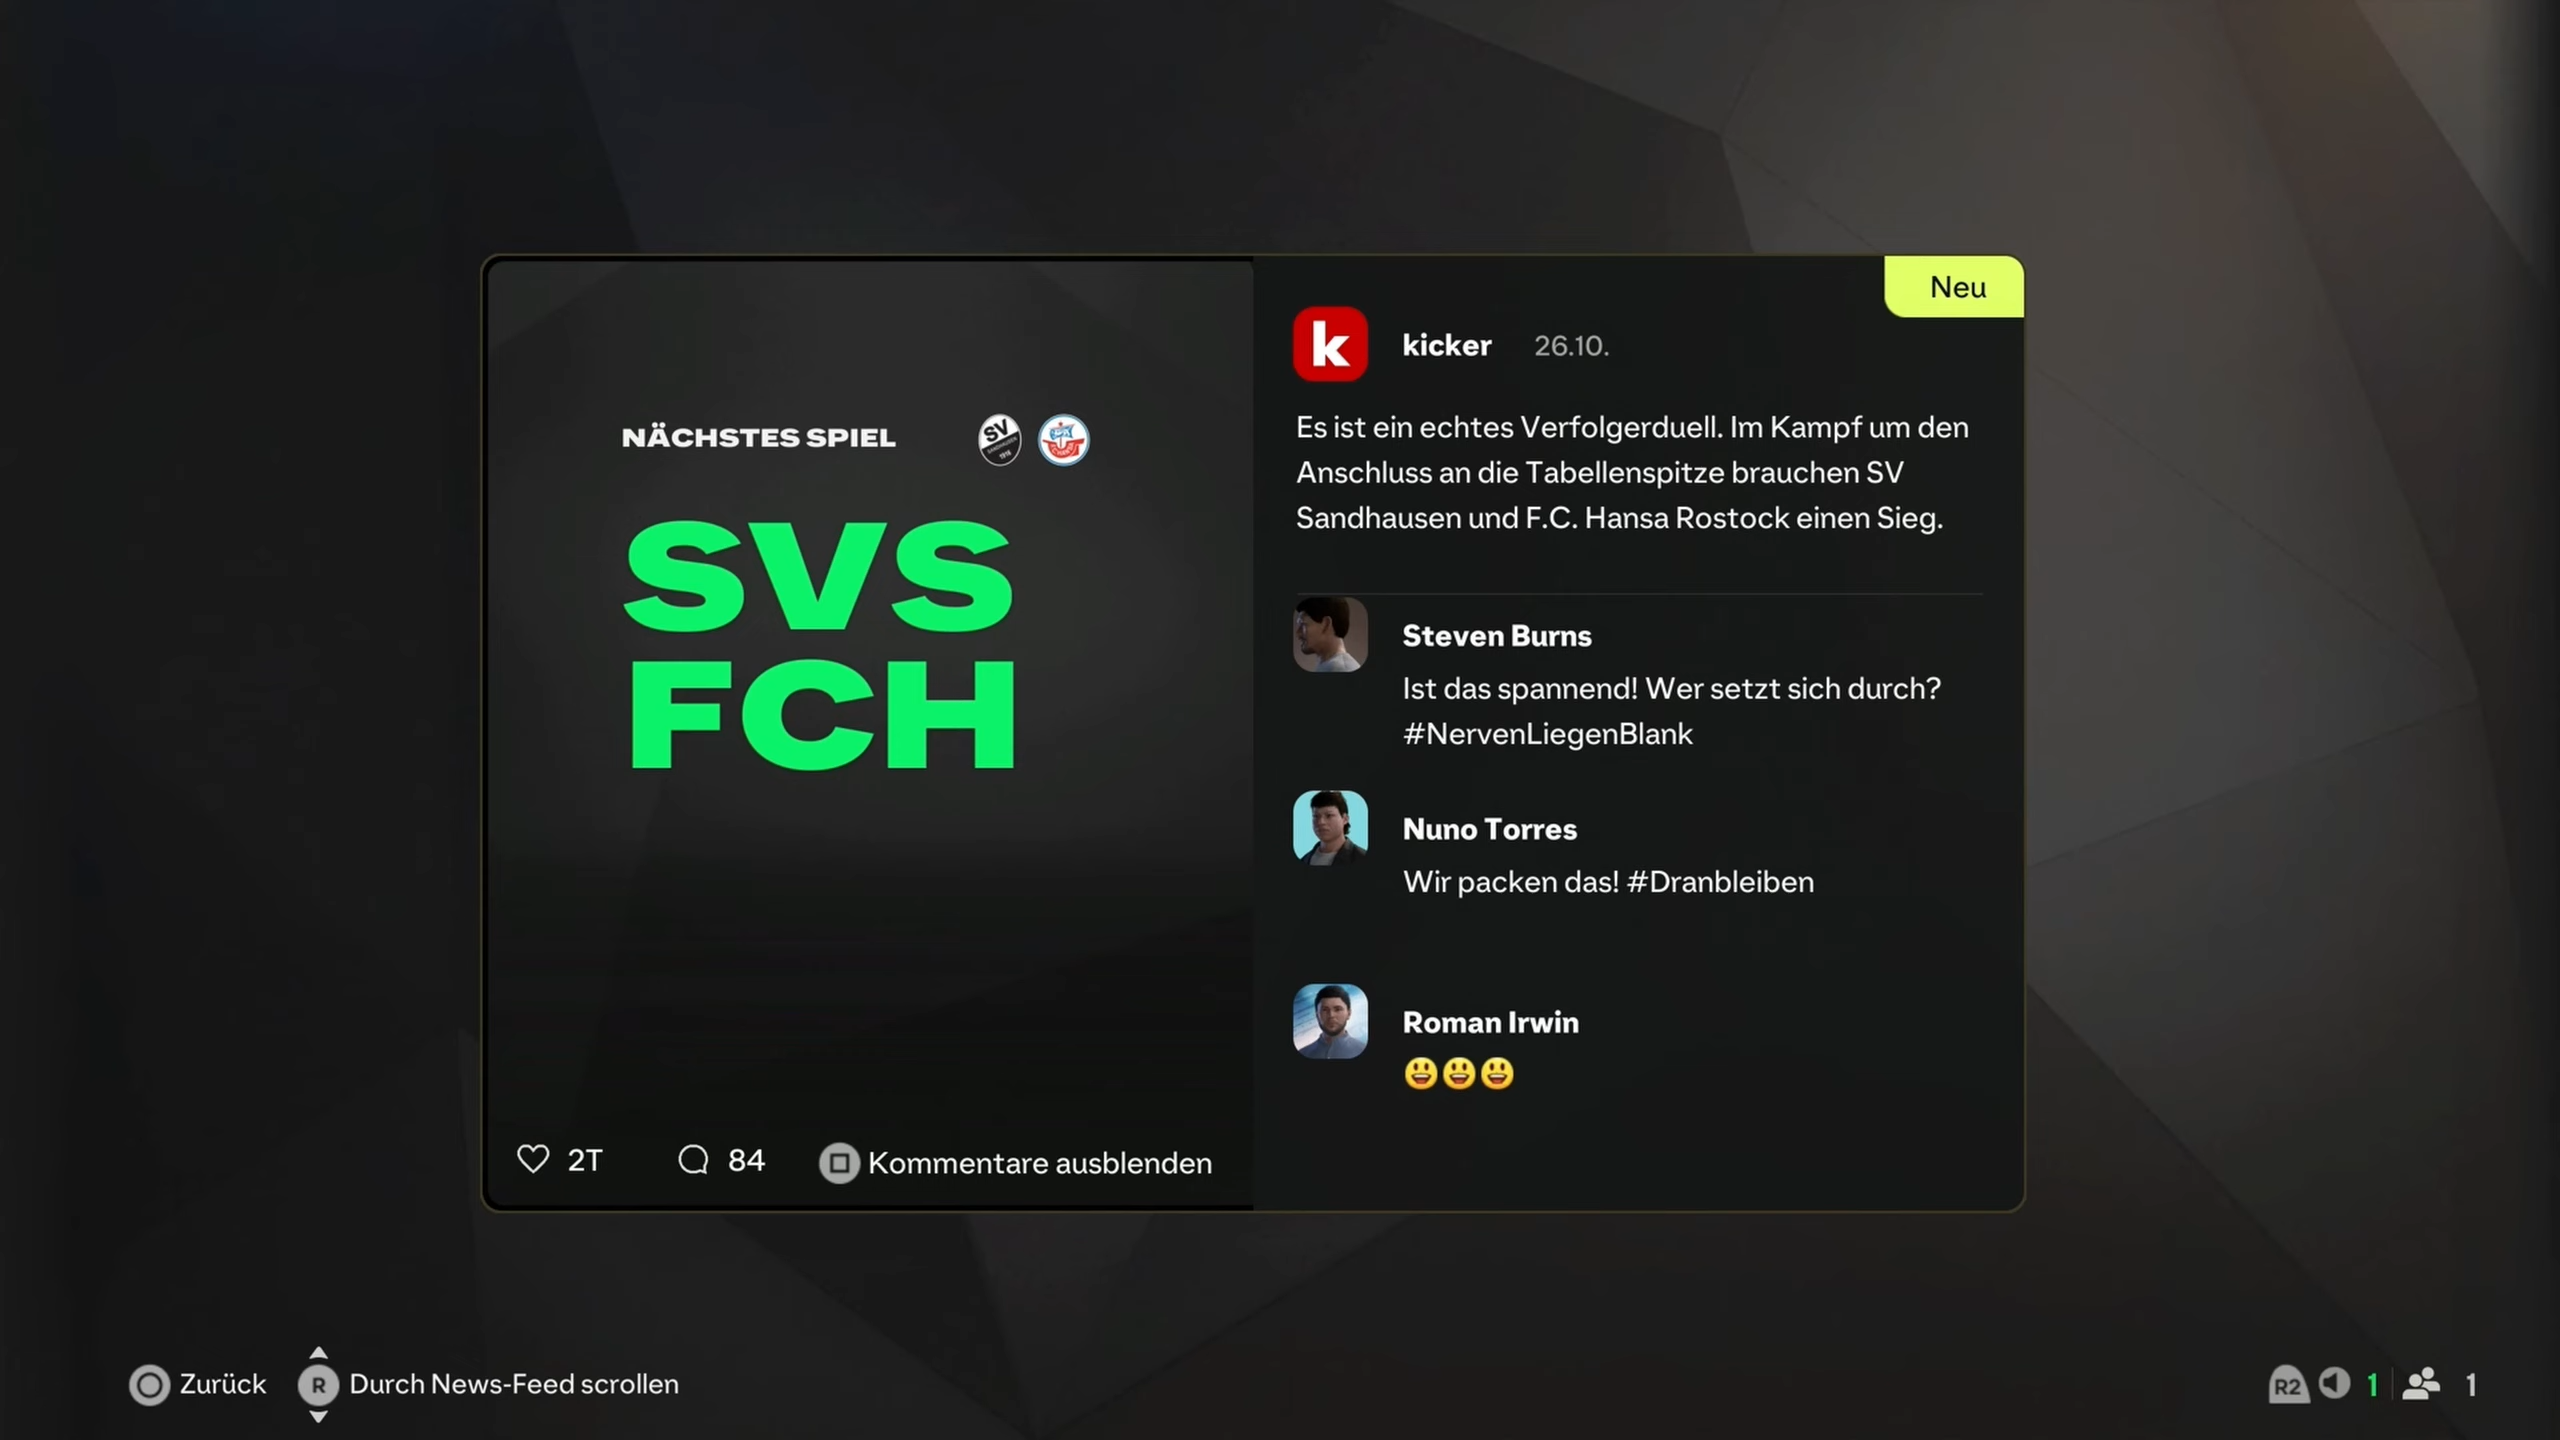 NÄCHSTES SPIEL
SV
SANDHAUSEN
1916
SVS
FCH
2T
84
Kommentare ausblenden
Neu
k
kicker 26.10.
Es ist ein echtes Verfolgerduell. Im Kampf um den
Anschluss an die Tabellenspitze brauchen SV
Sandhausen und F.C. Hansa Rostock einen Sieg.
Steven Burns
Ist das spannend! Wer setzt sich durch?
#NervenLiegenBlank
Nuno Torres
Wir packen das! #Dranbleiben
Roman Irwin
😃😃😃
Zurück
R
Durch News-Feed scrollen
R2
1
1